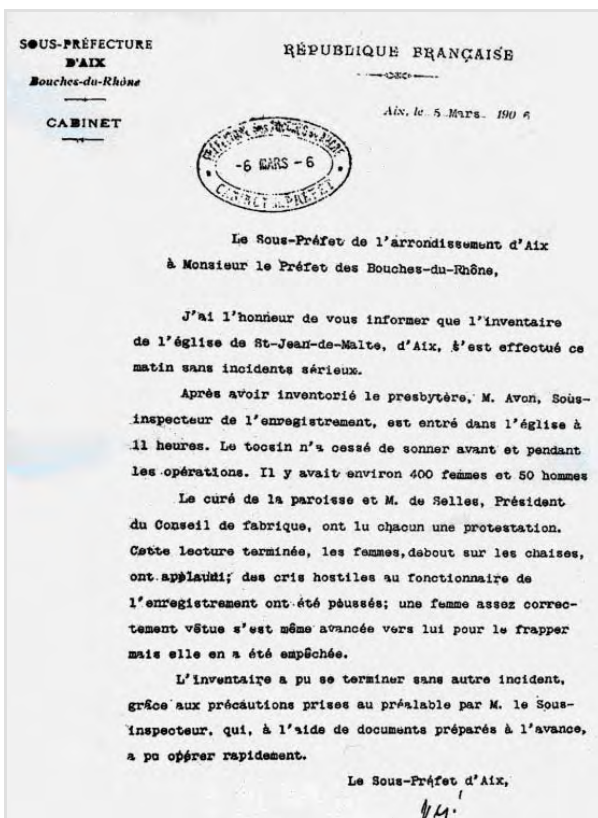 SOUS-PRÉFECTURE
D'AIX
Bouches-du-Rhône
CABINET
RÉPUBLIQUE FRANÇAISE
Aix, le 5 Mars 1906
-6 MARS -6
CABINET du PRÉFET
Le Sous-Préfet de l'arrondissement d'Aix
à Monsieur le Préfet des Bouches-du-Rhône,
J'ai l'honneur de vous informer que l'inventaire
de l'église de St-Jean-de-Malte, d'Aix, s'est effectué ce
matin sans incidents sérieux.
Après avoir inventorié le presbytère, M. Avon, Sous-
inspecteur de l'enregistrement, est entré dans l'église à
11 heures. Le tocsin n'a cessé de sonner avant et pendant
les opérations. Il y avait environ 400 femmes et 50 hommes
Le curé de la paroisse et M. de Selles, Président
du Conseil de fabrique, ont lu chacun une protestation.
Cette lecture terminée, les femmes, debout sur les chaises,
ont applaudi; des cris hostiles au fonctionnaire de
l'enregistrement ont été poussés; une femme assez correc-
tement vêtue s'est même avancée vers lui pour le frapper
mais elle en a été empêchée.
L'inventaire a pu se terminer sans autre incident,
grâce aux précautions prises au préalable par M. le Sous-
inspecteur, qui, à l'aide de documents préparés à l'avance,
a pu opérer rapidement.
Le Sous-Préfet d'Aix,